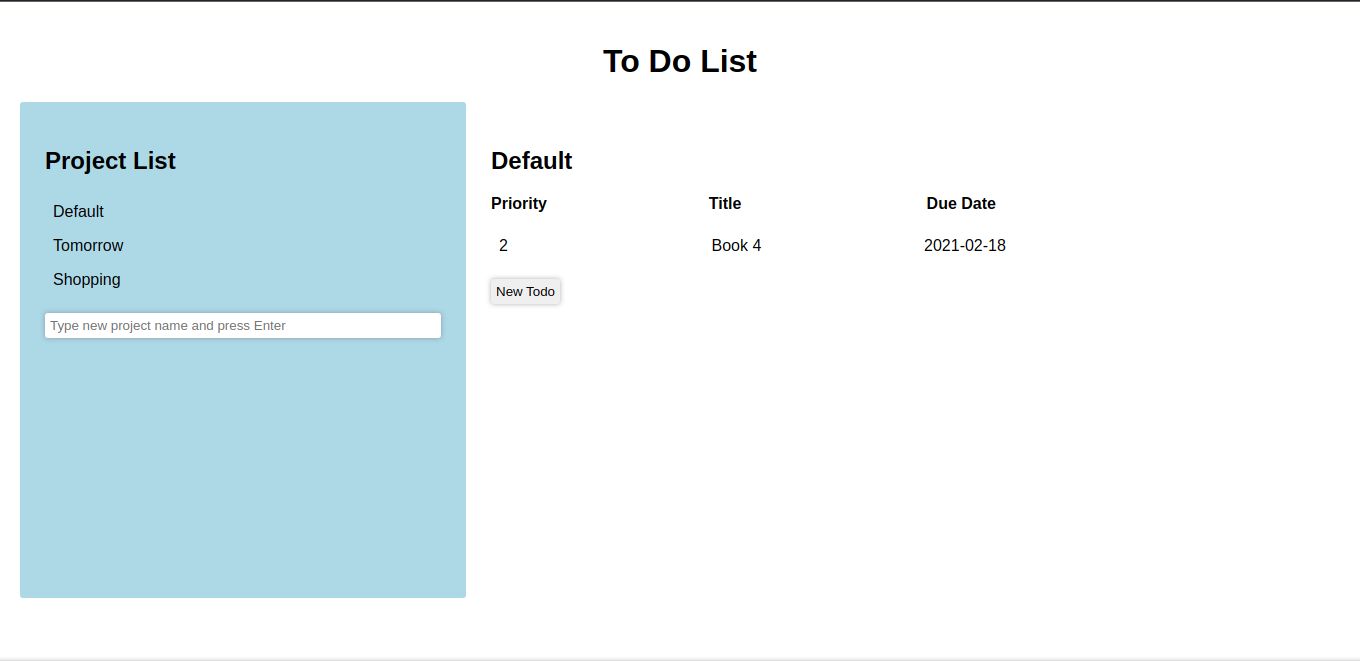 To Do List
Project List
Default
Tomorrow
Shopping
Type new project name and press Enter
Default
Priority Title Due Date
2 Book 4 2021-02-18
New Todo